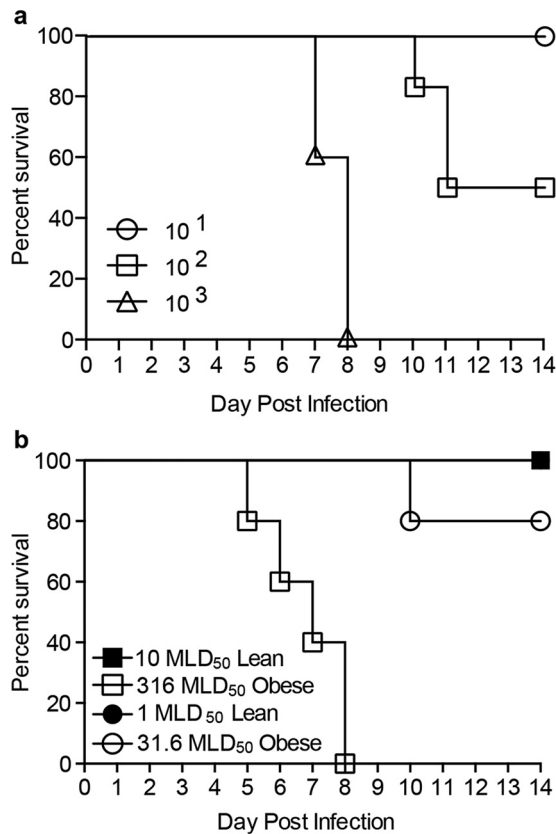 a
Percent survival
100
80
60
40
20
0
10 1
10 2
10 3
0 1 2 3 4 5 6 7 8 9 10 11 12 13 14
Day Post Infection
b
Percent survival
100
80
60
40
20
0
10 MLD50 Lean
316 MLD50 Obese
1 MLD 50 Lean
31.6 MLD50 Obese
0 1 2 3 4 5 6 7 8 9 10 11 12 13 14
Day Post Infection